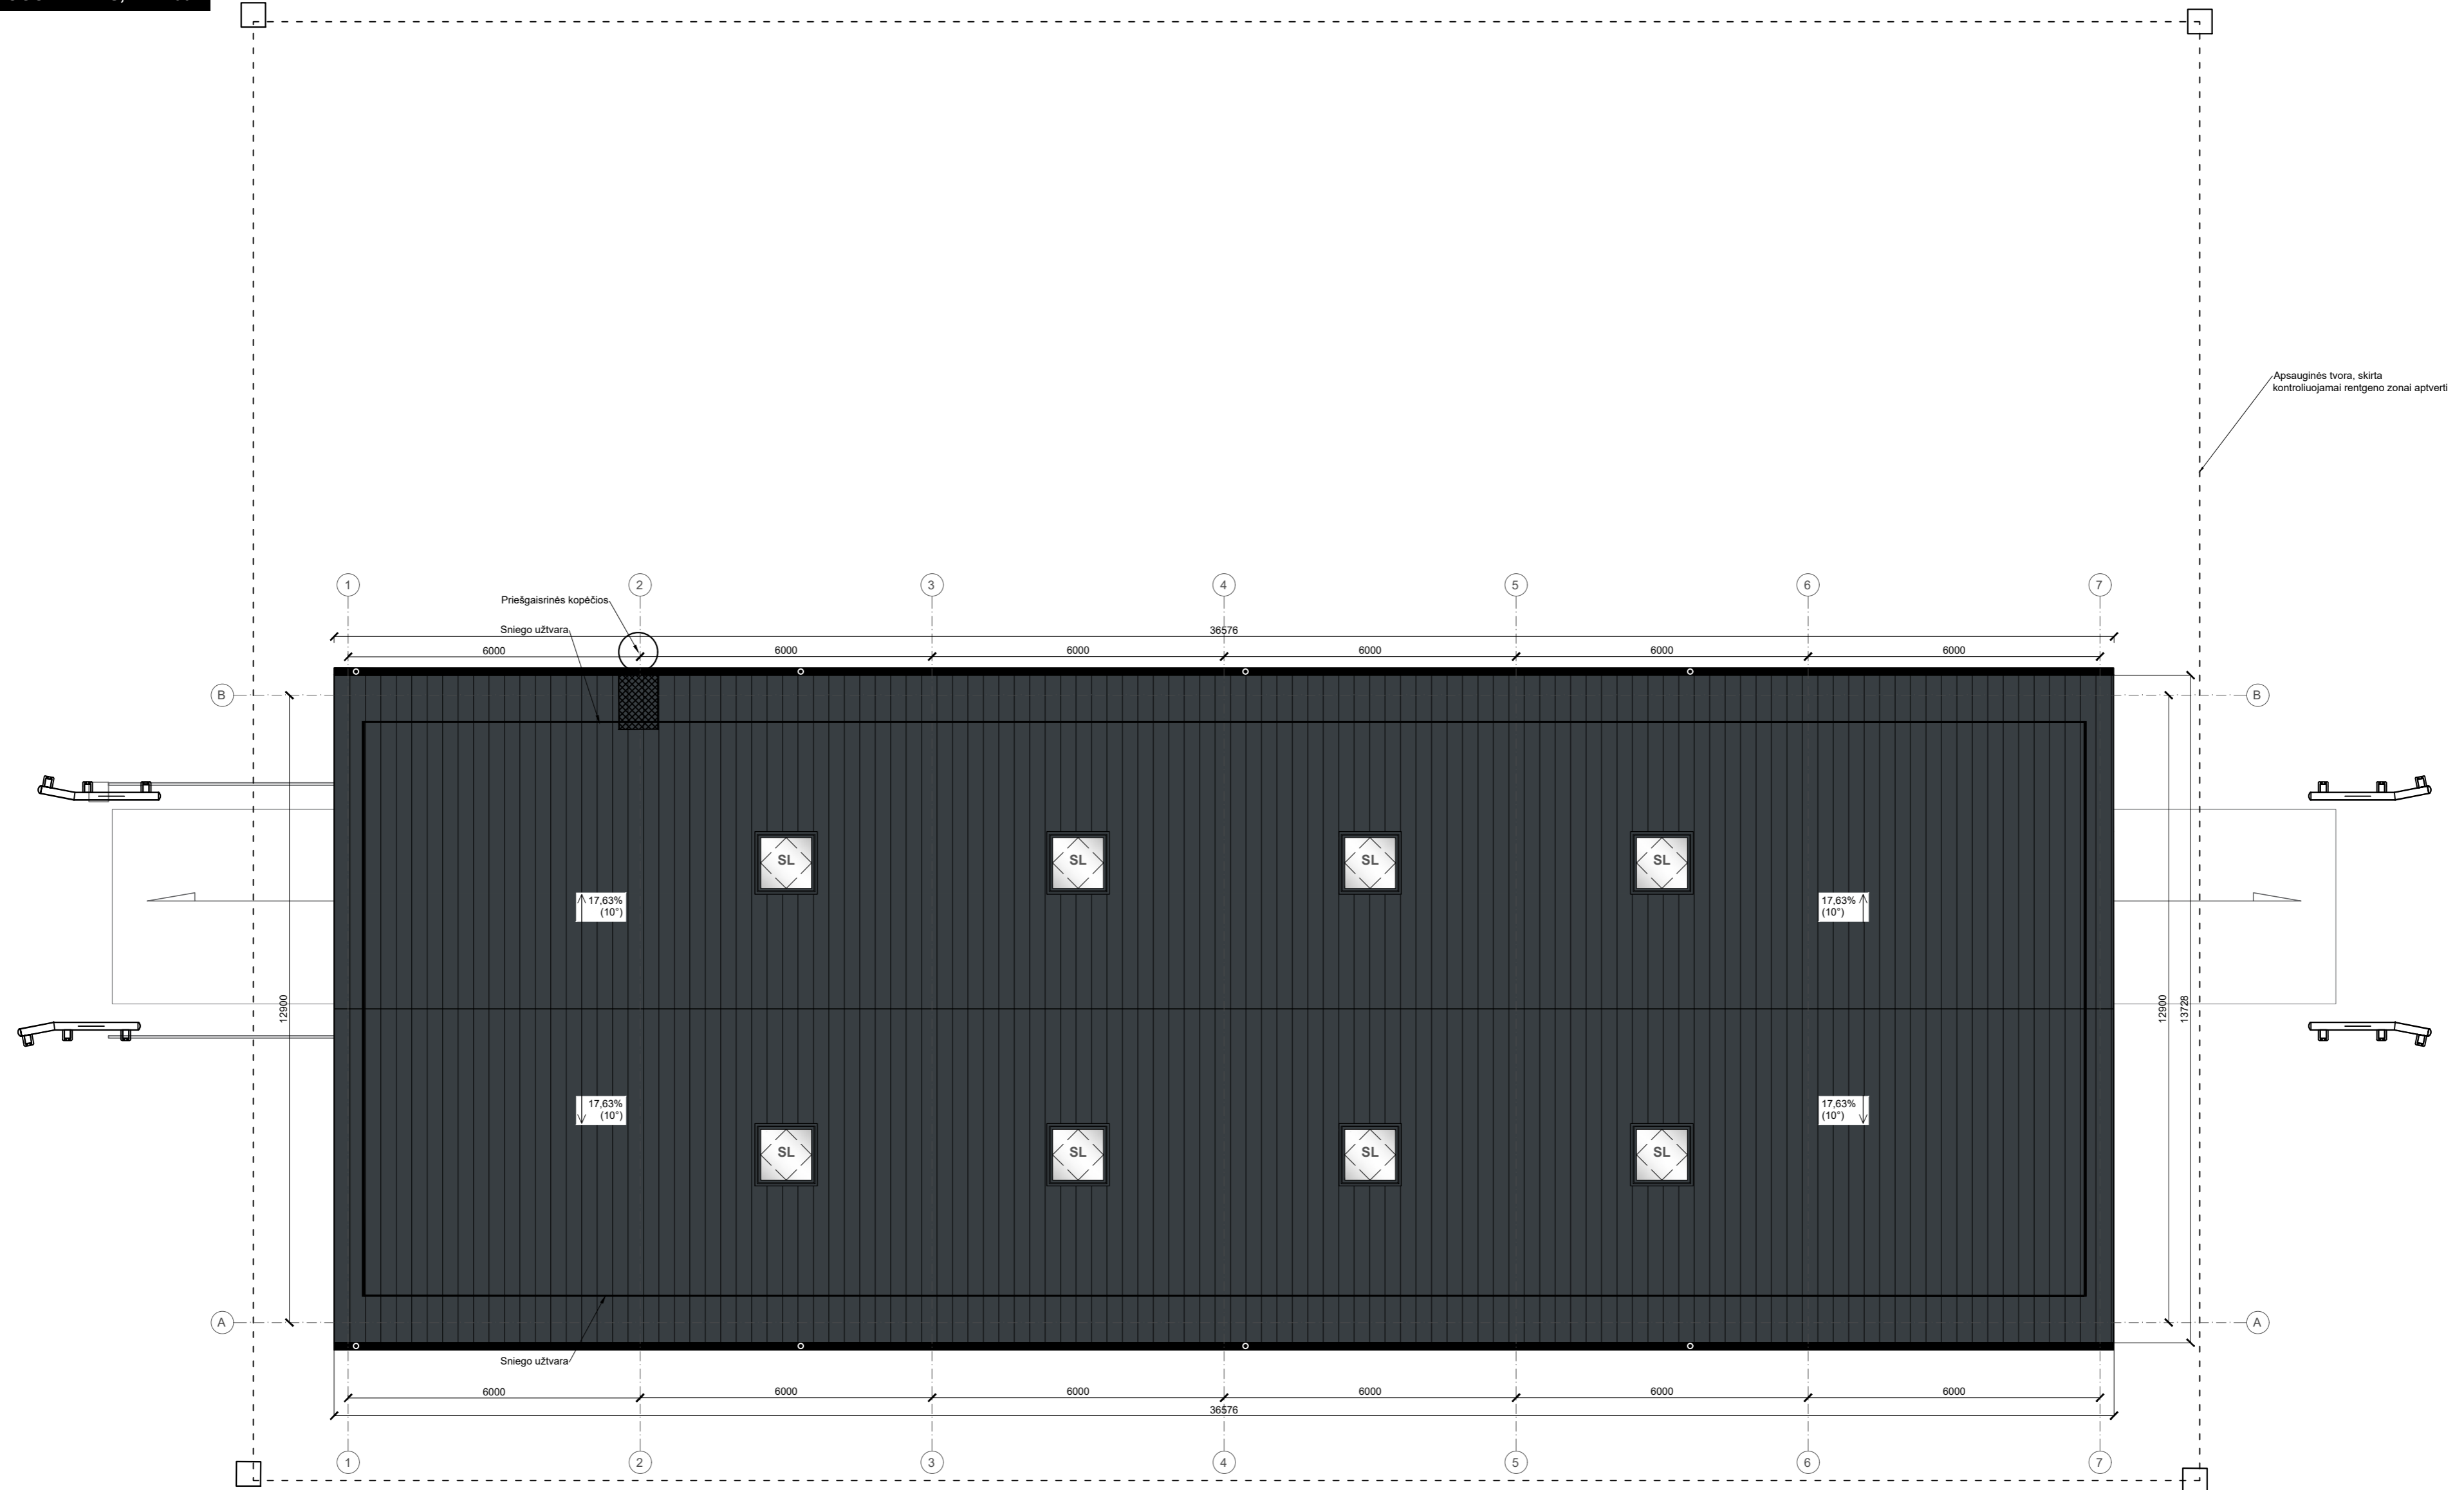 Apsauginės tvora, skirta
kontroliuojamai rentgeno zonai aptverti
1 2 3 4 5 6 7
Priešgaisrinės kopėčios
Sniego užtvara
36576
6000 6000 6000 6000 6000 6000
B B
SL SL SL SL
17,63%
(10°)
17,63%
(10°)
12900
12900
13728
17,63%
(10°)
17,63%
(10°)
SL SL SL SL
A A
Sniego užtvara
6000 6000 6000 6000 6000 6000
36576
1 2 3 4 5 6 7